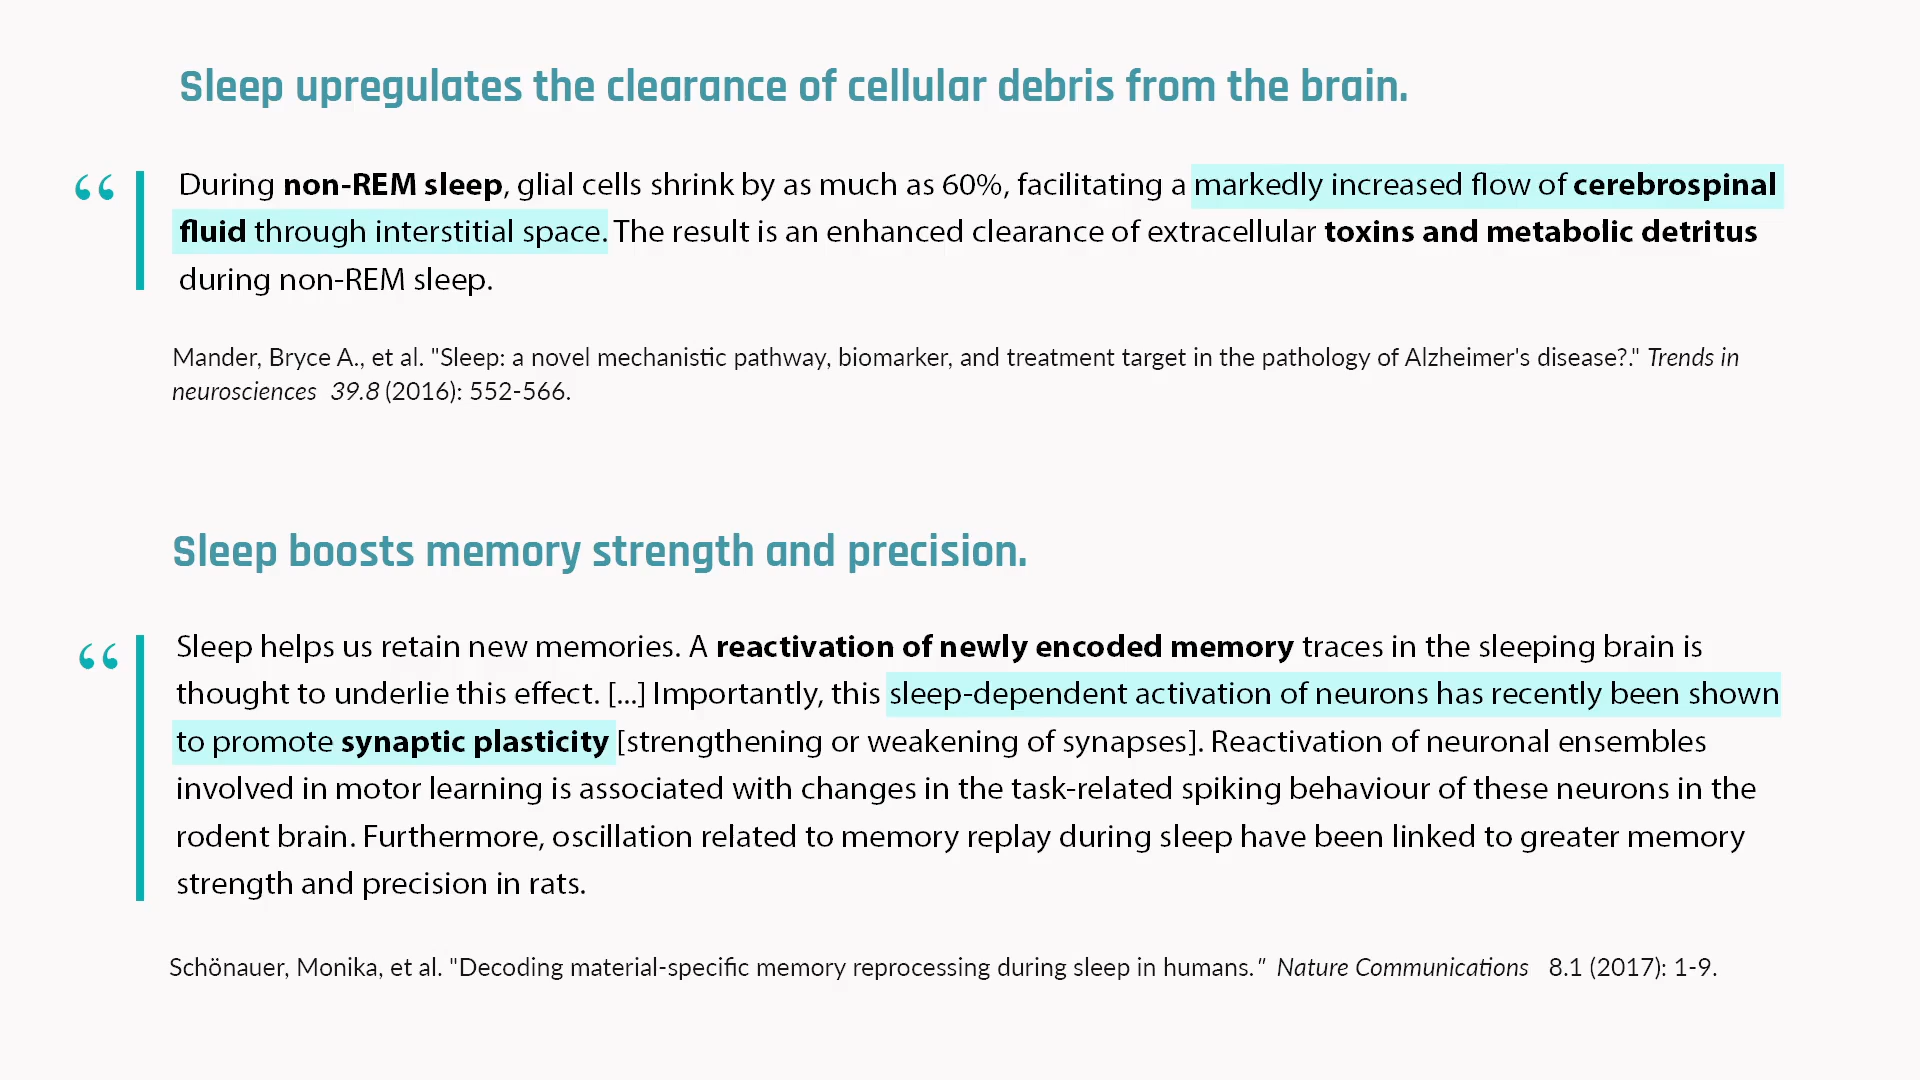 Sleep upregulates the clearance of cellular debris from the brain.
“
During non-REM sleep, glial cells shrink by as much as 60%, facilitating a markedly increased flow of cerebrospinal
fluid through interstitial space. The result is an enhanced clearance of extracellular toxins and metabolic detritus
during non-REM sleep.
Mander, Bryce A., et al. "Sleep: a novel mechanistic pathway, biomarker, and treatment target in the pathology of Alzheimer's disease?." Trends in
neurosciences 39.8 (2016): 552-566.
Sleep boosts memory strength and precision.
“
Sleep helps us retain new memories. A reactivation of newly encoded memory traces in the sleeping brain is
thought to underlie this effect. [...] Importantly, this sleep-dependent activation of neurons has recently been shown
to promote synaptic plasticity [strengthening or weakening of synapses]. Reactivation of neuronal ensembles
involved in motor learning is associated with changes in the task-related spiking behaviour of these neurons in the
rodent brain. Furthermore, oscillation related to memory replay during sleep have been linked to greater memory
strength and precision in rats.
Schönauer, Monika, et al. "Decoding material-specific memory reprocessing during sleep in humans." Nature Communications 8.1 (2017): 1-9.